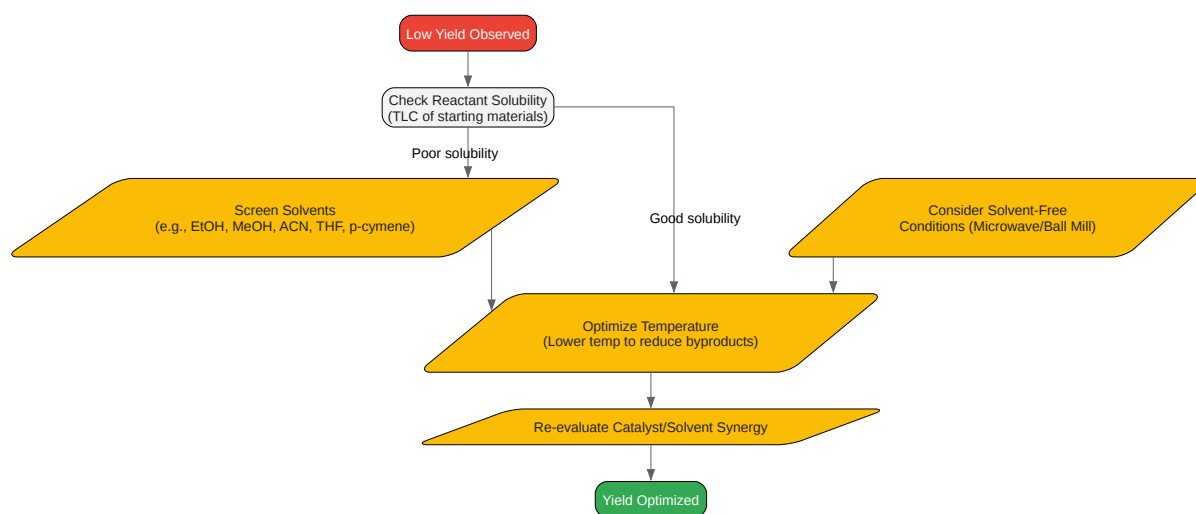 Low Yield Observed
Check Reactant Solubility
(TLC of starting materials)
Poor solubility
Screen Solvents
(e.g., EtOH, MeOH, ACN, THF, p-cymene)
Good solubility
Consider Solvent-Free
Conditions (Microwave/Ball Mill)
Optimize Temperature
(Lower temp to reduce byproducts)
Re-evaluate Catalyst/Solvent Synergy
Yield Optimized